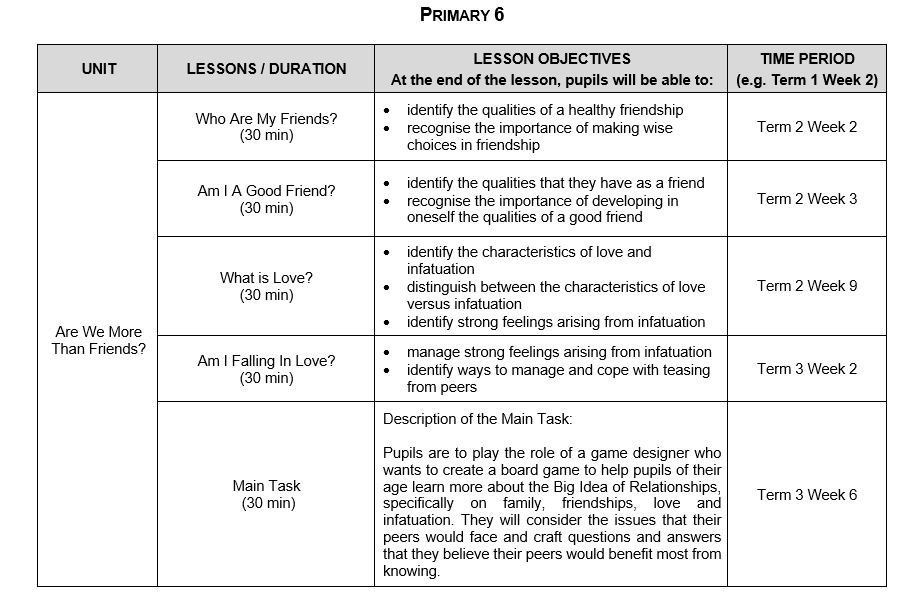 PRIMARY 6
UNIT
LESSONS / DURATION
LESSON OBJECTIVES
At the end of the lesson, pupils will be able to:
TIME PERIOD
(e.g. Term 1 Week 2)
Are We More
Than Friends?
Who Are My Friends?
(30 min)
• identify the qualities of a healthy friendship
• recognise the importance of making wise
choices in friendship
Term 2 Week 2
Am I A Good Friend?
(30 min)
• identify the qualities that they have as a friend
• recognise the importance of developing in
oneself the qualities of a good friend
Term 2 Week 3
What is Love?
(30 min)
• identify the characteristics of love and
infatuation
• distinguish between the characteristics of love
versus infatuation
• identify strong feelings arising from infatuation
Term 2 Week 9
Am I Falling In Love?
(30 min)
• manage strong feelings arising from infatuation
• identify ways to manage and cope with teasing
from peers
Term 3 Week 2
Main Task
(30 min)
Description of the Main Task:
Pupils are to play the role of a game designer who
wants to create a board game to help pupils of their
age learn more about the Big Idea of Relationships,
specifically on family, friendships, love and
infatuation. They will consider the issues that their
peers would face and craft questions and answers
that they believe their peers would benefit most from
knowing.
Term 3 Week 6